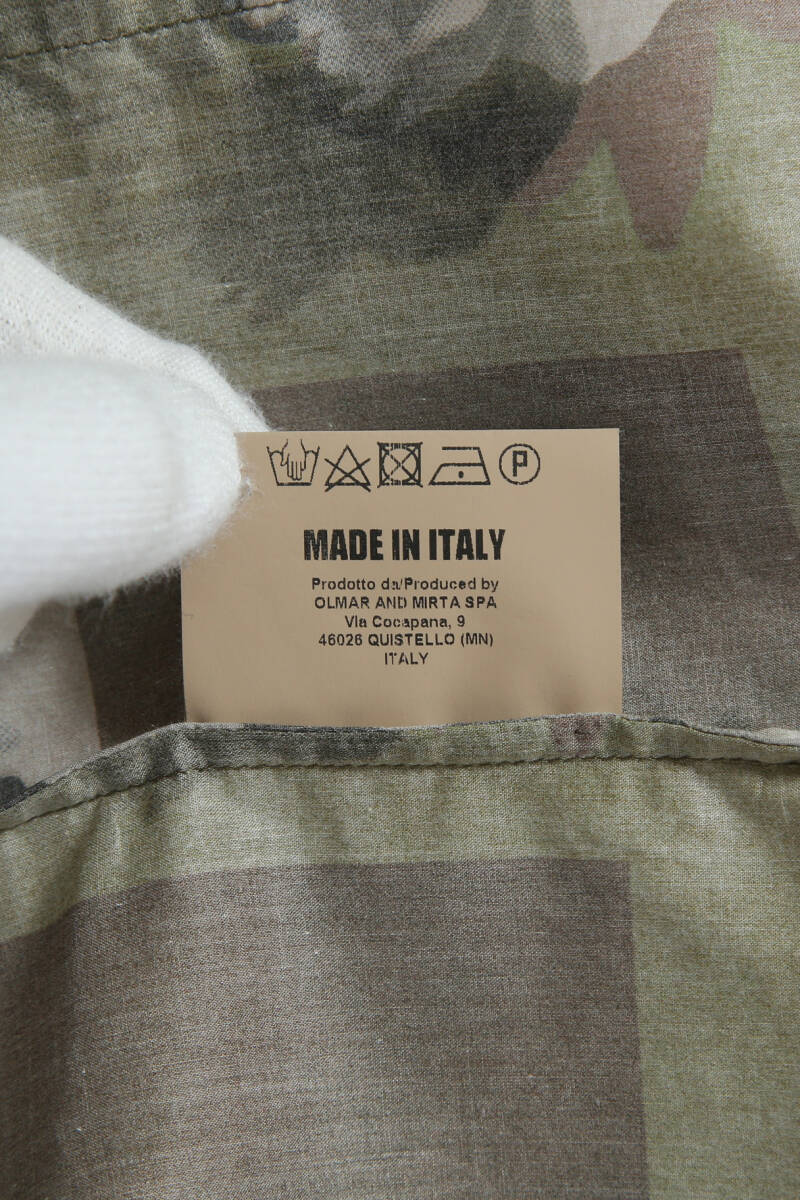 P
MADE IN ITALY
Prodotto da/Produced by
OLMAR AND MIRTA SPA
Via Cocapana, 9
46026 QUISTELLO (MN)
ITALY